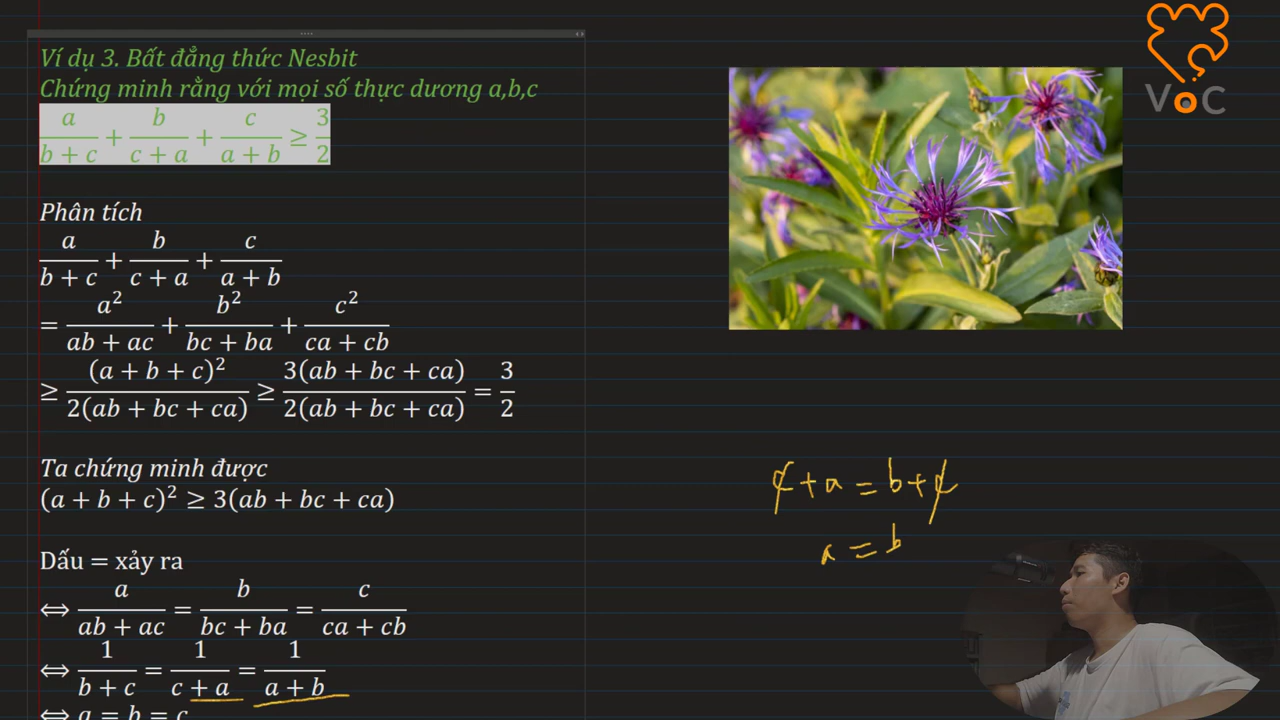 Ví dụ 3. Bất đẳng thức Nesbit
Chứng minh rằng với mọi số thực dương a,b,c
a/(b + c) + b/(c + a) + c/(a + b) ≥ 3/2
Phân tích
a/(b + c) + b/(c + a) + c/(a + b)
= a²/(ab + ac) + b²/(bc + ba) + c²/(ca + cb)
≥ (a + b + c)²/2(ab + bc + ca) ≥ 3(ab + bc + ca)/2(ab + bc + ca) = 3/2
Ta chứng minh được
(a + b + c)² ≥ 3(ab + bc + ca)
Dấu = xảy ra
⟺ a/(ab + ac) = b/(bc + ba) = c/(ca + cb)
⟺ 1/(b + c) = 1/(c + a) = 1/(a + b)
⟺ a = b = c
VoC
c + a = b + c
a = b